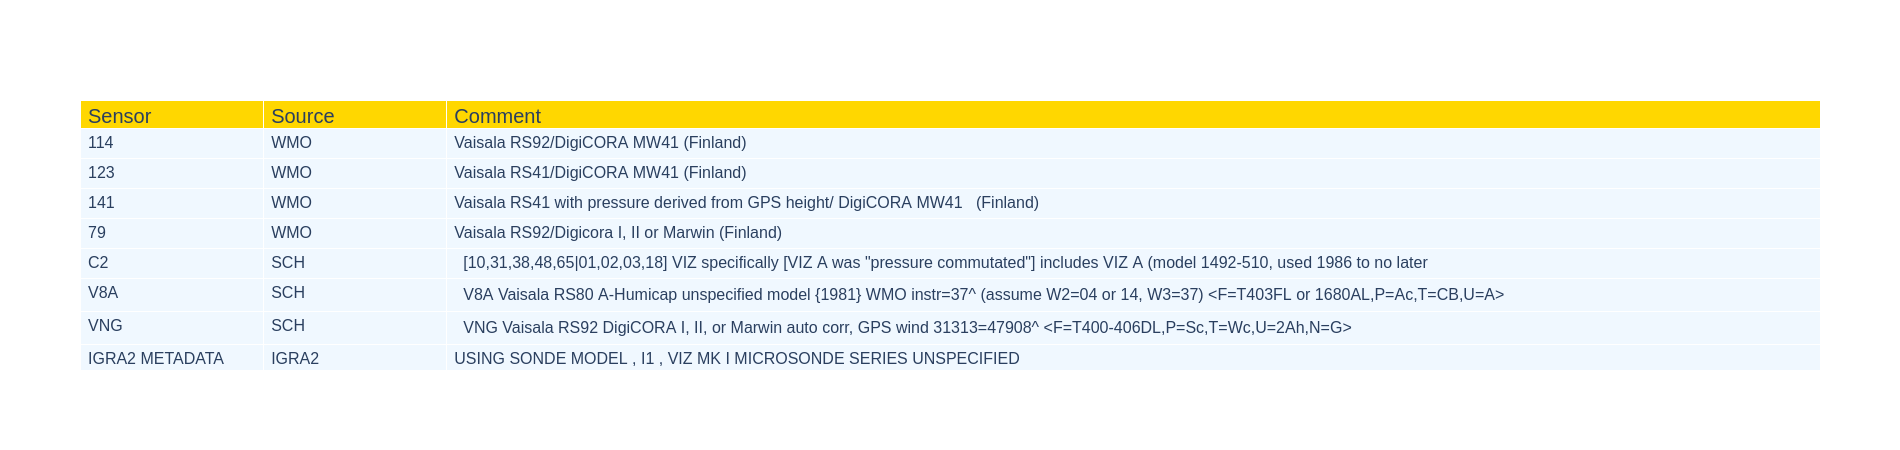 Sensor Source Comment
114 WMO Vaisala RS92/DigiCORA MW41 (Finland)
123 WMO Vaisala RS41/DigiCORA MW41 (Finland)
141 WMO Vaisala RS41 with pressure derived from GPS height/ DigiCORA MW41 (Finland)
79 WMO Vaisala RS92/Digicora I, II or Marwin (Finland)
C2 SCH [10,31,38,48,65|01,02,03,18] VIZ specifically [VIZ A was "pressure commutated"] includes VIZ A (model 1492-510, used 1986 to no later
V8A SCH V8A Vaisala RS80 A-Humicap unspecified model {1981} WMO instr=37^ (assume W2=04 or 14, W3=37) <F=T403FL or 1680AL,P=Ac,T=CB,U=A>
VNG SCH VNG Vaisala RS92 DigiCORA I, II, or Marwin auto corr, GPS wind 31313=47908^ <F=T400-406DL,P=Sc,T=Wc,U=2Ah,N=G>
IGRA2 METADATA IGRA2 USING SONDE MODEL , I1 , VIZ MK I MICROSONDE SERIES UNSPECIFIED